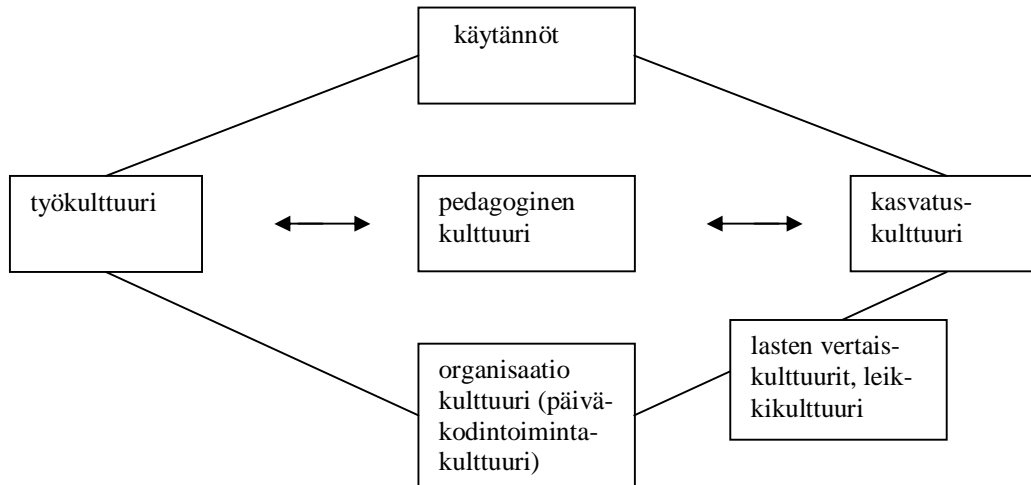 käytännöt
työkulttuuri
pedagoginen
kulttuuri
kasvatus-
kulttuuri
organisaatio
kulttuuri (päivä-
kodintoiminta-
kulttuuri)
lasten vertais-
kulttuurit, leik-
kikulttuuri